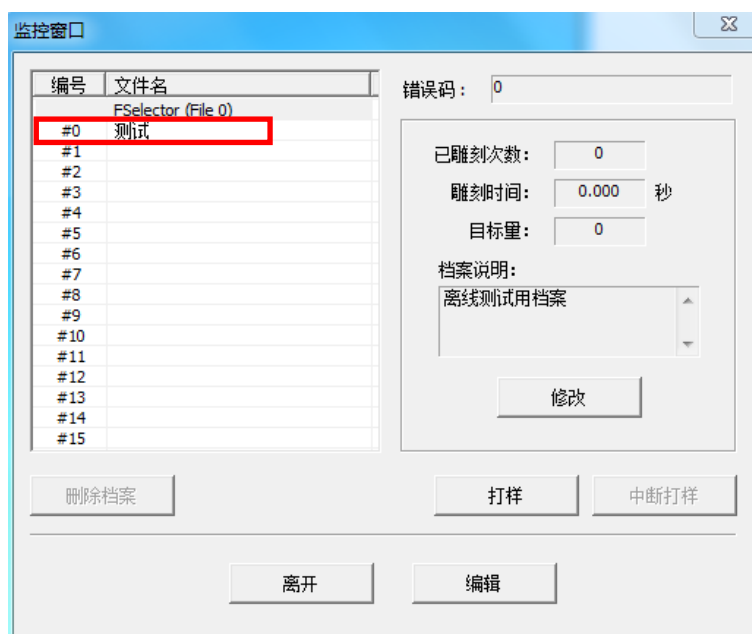 监控窗口
编号 文件名
FSelector (File 0)
#0 测试
#1
#2
#3
#4
#5
#6
#7
#8
#9
#10
#11
#12
#13
#14
#15
错误码： 0
已雕刻次数： 0
雕刻时间： 0.000 秒
目标量： 0
档案说明：
离线测试用档案
修改
删除档案
打样
中断打样
离开
编辑